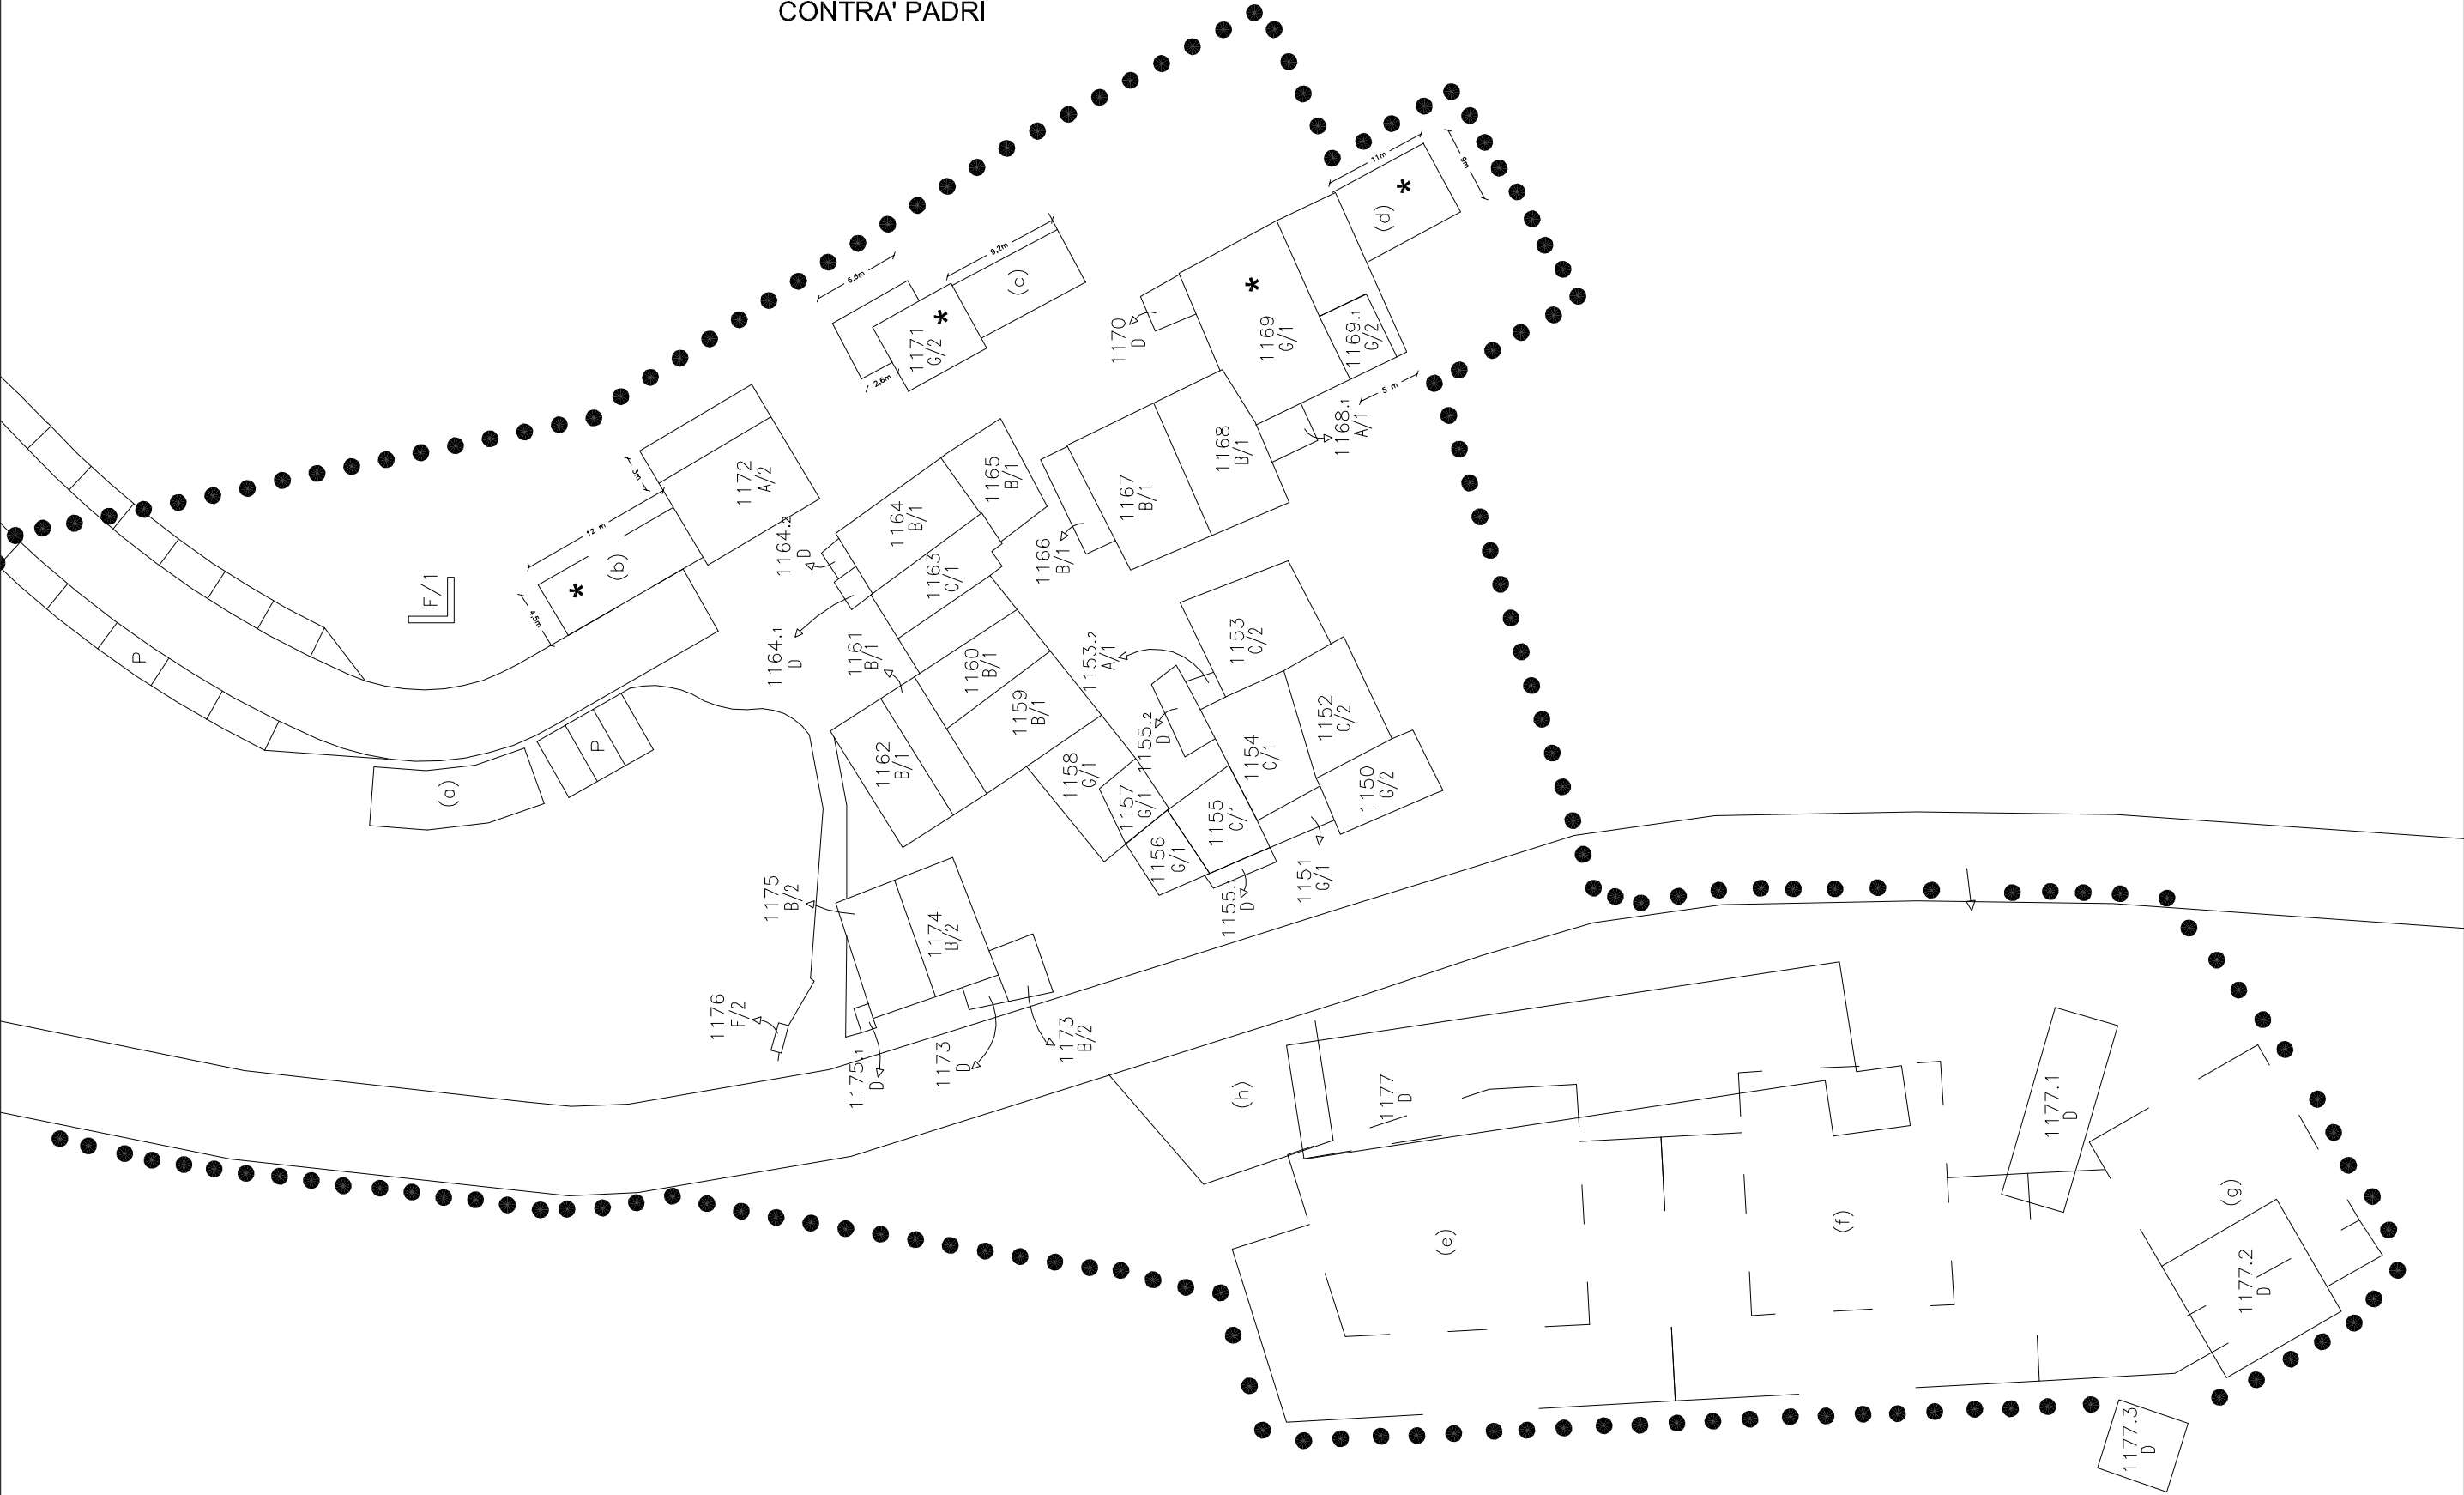 CONTRA' PADRI
11m
9m
(d)
*
9,2m
6,6m
(c)
*
1171
G/2
2,6m
*
1170
D
1169
G/1
1169.1
G/2
5 m
1168.1
A/1
1168
B/1
1167
B/1
1166
B/1
1165
B/1
1164
B/1
1164.2
D
1163
C/1
1164.1
D
1172
A/2
3m
12 m
(b)
*
4,5m
F/1
P
P
(a)
1161
B/1
1160
B/1
1159
B/1
1162
B/1
1158
G/1
1157
G/1
1156
G/1
1155
C/1
1155.1
D
1155.2
D
1154
C/1
1153
C/2
1153.2
A/1
1152
C/2
1150
G/2
1151
G/1
1175
B/2
1174
B/2
1176
F/2
1175.1
D
1173
D
1173
B/2
(h)
1177
D
(e)
(f)
1177.1
D
(g)
1177.2
D
1177.3
D